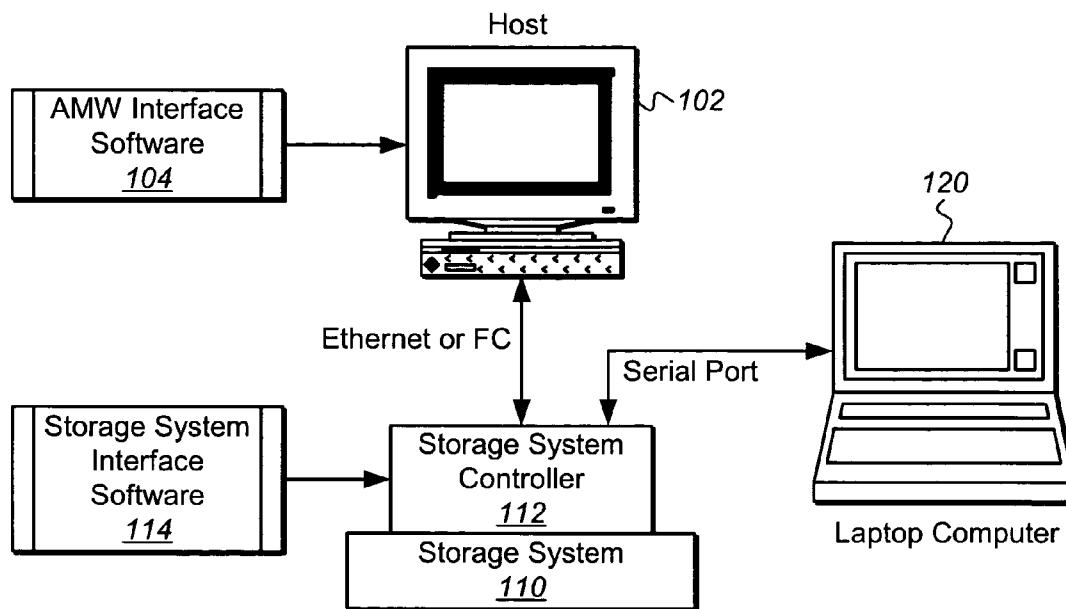 Host
102
AMW Interface
Software
104
120
Ethernet or FC
Serial Port
Storage System
Interface
Software
114
Storage System
Controller
112
Storage System
110
Laptop Computer